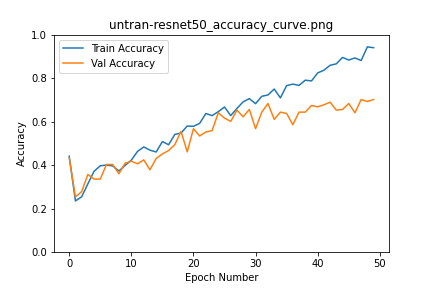 untran-resnet50_accuracy_curve.png
1.0
Train Accuracy
Val Accuracy
0.8
0.6
Accuracy
0.4
0.2
0.0
0 10 20 30 40 50
Epoch Number